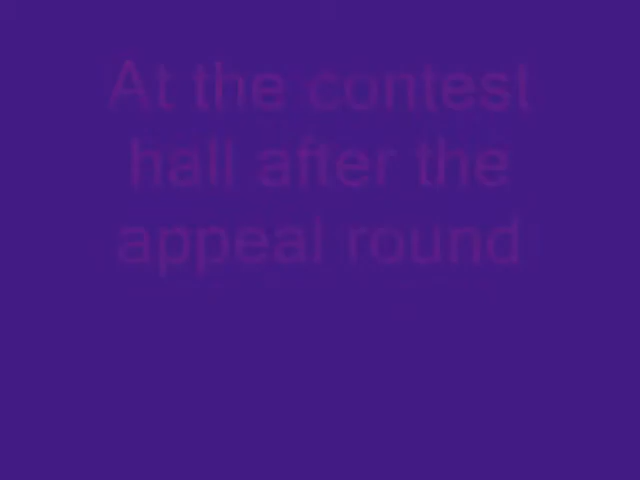 At the contest
hall after the
appeal round